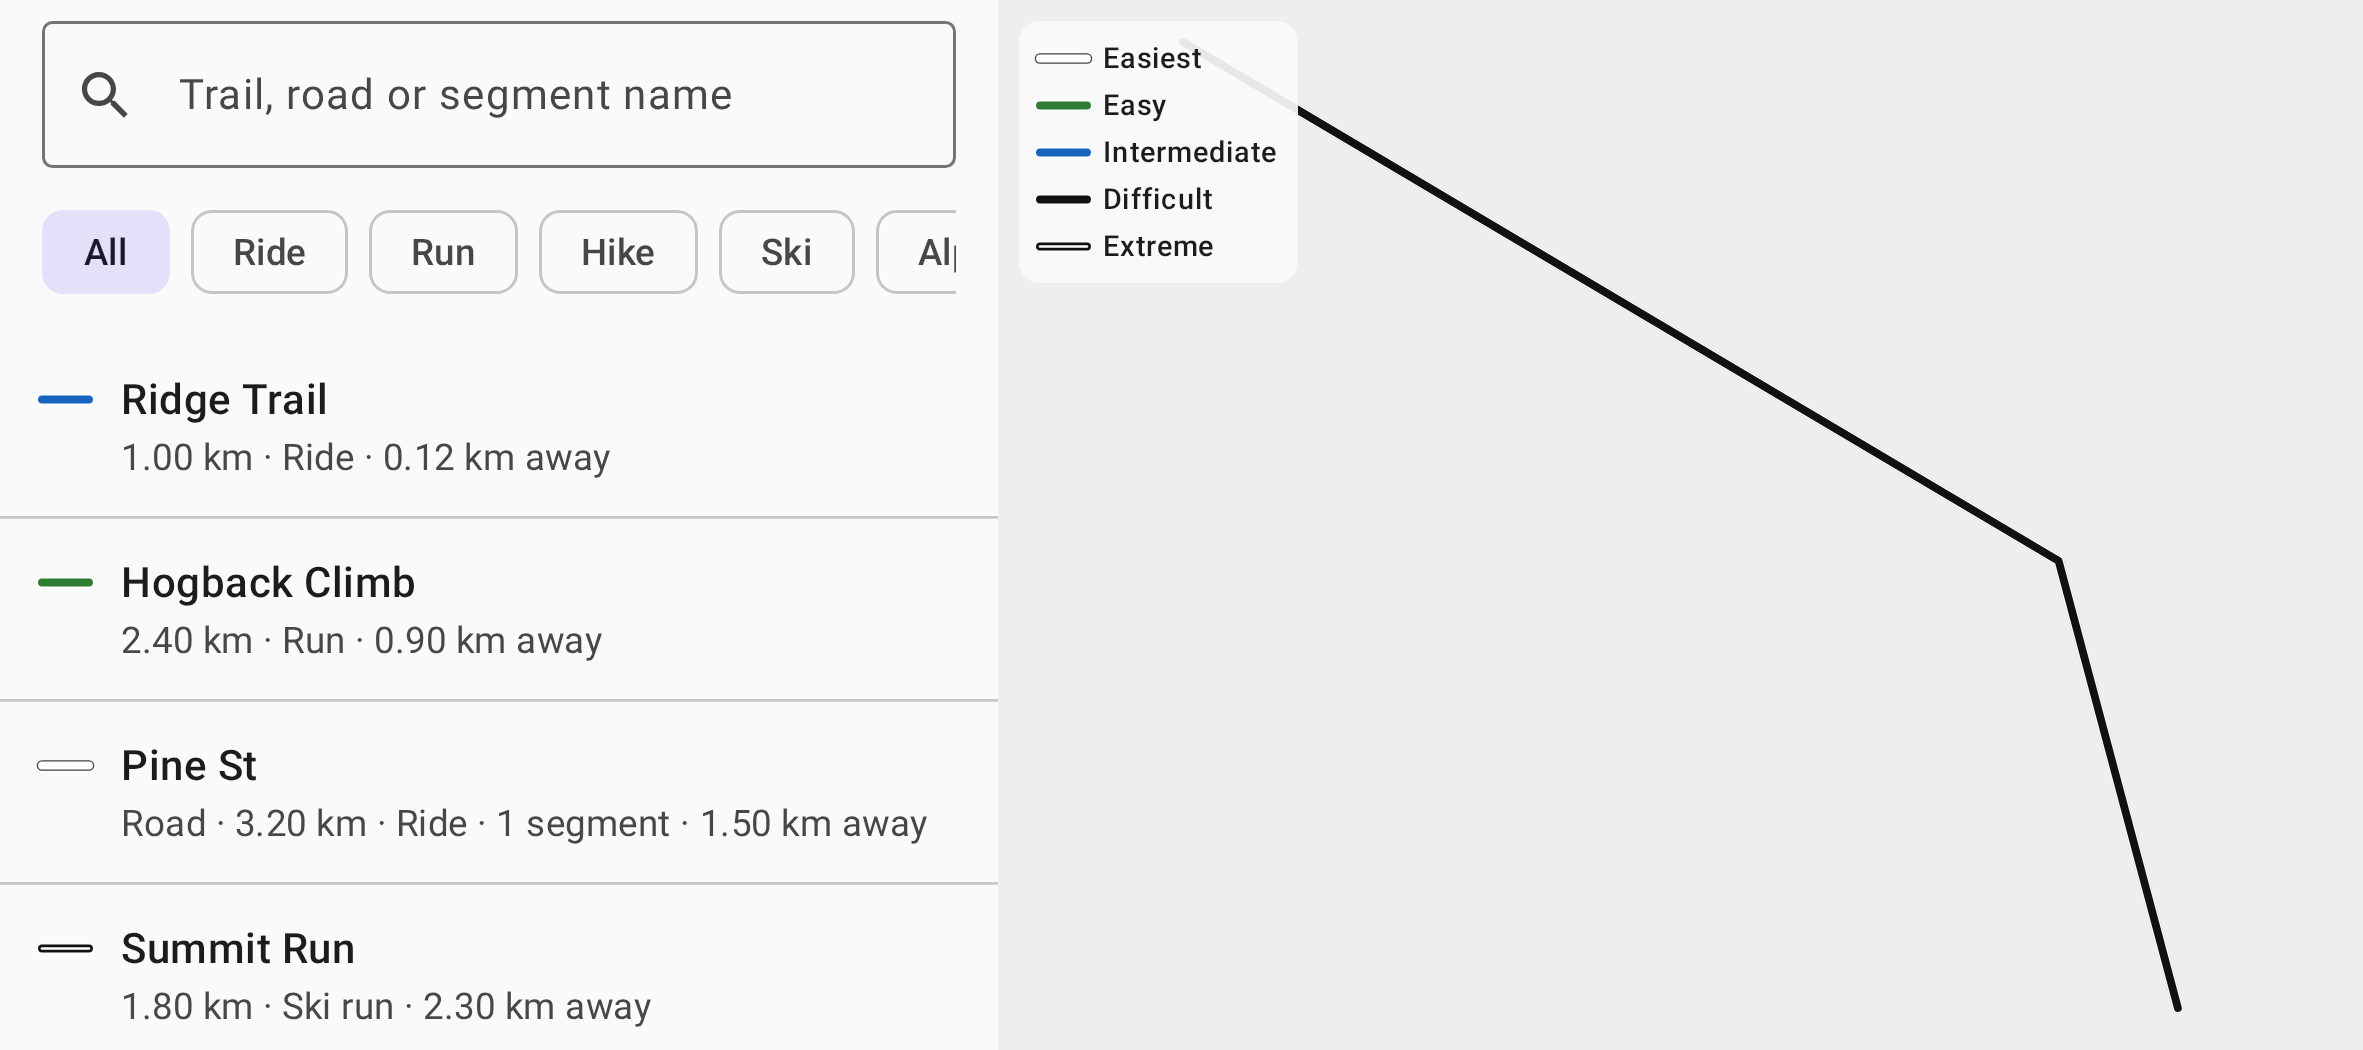 Trail, road or segment name
All Ride Run Hike Ski
Ridge Trail
1.00 km · Ride · 0.12 km away
Hogback Climb
2.40 km · Run · 0.90 km away
Pine St
Road · 3.20 km · Ride · 1 segment · 1.50 km away
Summit Run
1.80 km · Ski run · 2.30 km away
Easiest
Easy
Intermediate
Difficult
Extreme